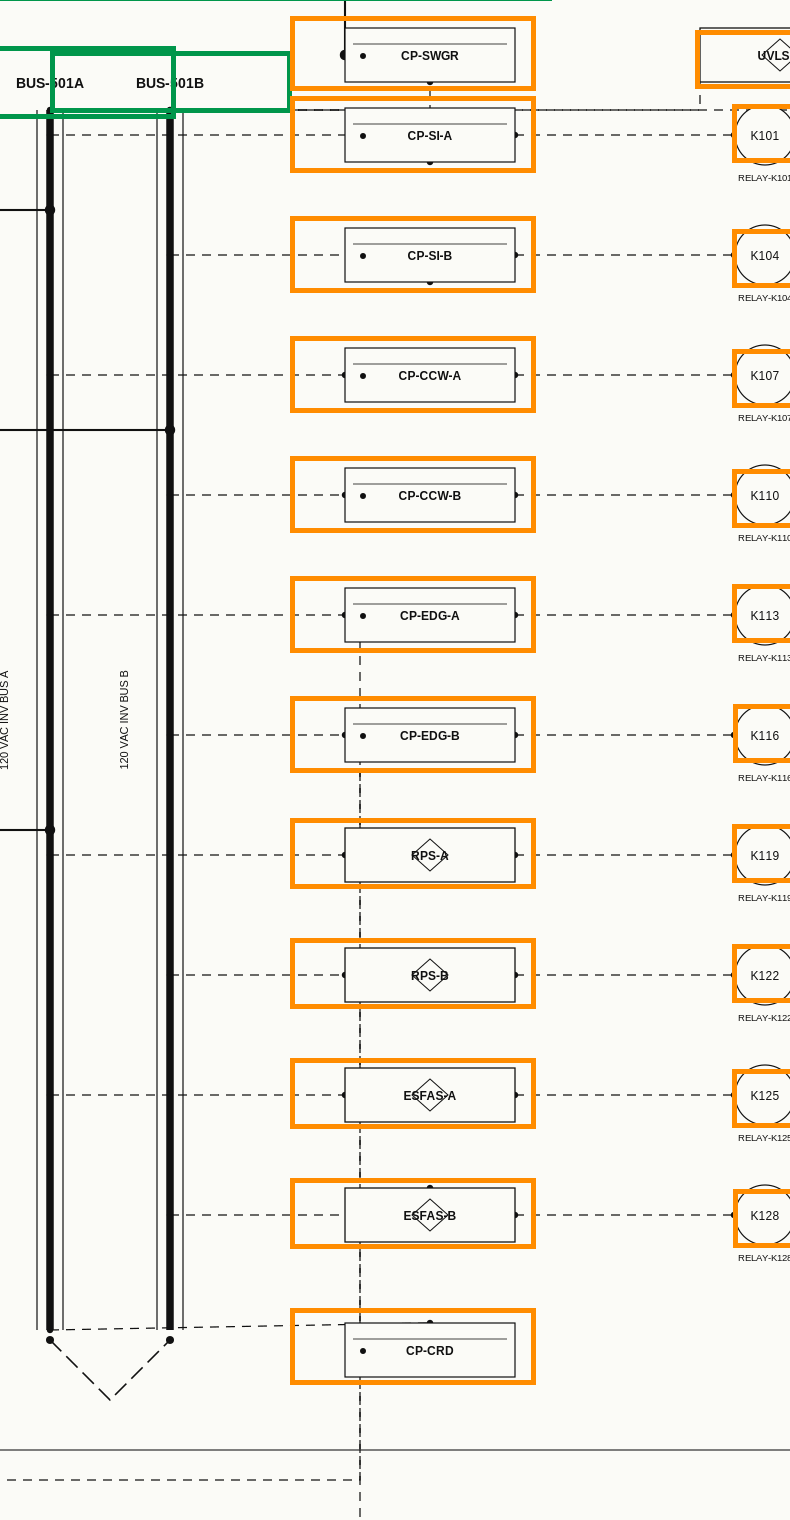 CP-SWGR
UVLS
BUS-501A
BUS-501B
CP-SI-A
K101
RELAY-K101
CP-SI-B
K104
RELAY-K104
CP-CCW-A
K107
RELAY-K107
CP-CCW-B
K110
RELAY-K110
CP-EDG-A
K113
RELAY-K113
120 VAC INV BUS A
120 VAC INV BUS B
CP-EDG-B
K116
RELAY-K116
RPS-A
K119
RELAY-K119
RPS-B
K122
RELAY-K122
ESFAS-A
K125
RELAY-K125
ESFAS-B
K128
RELAY-K128
CP-CRD